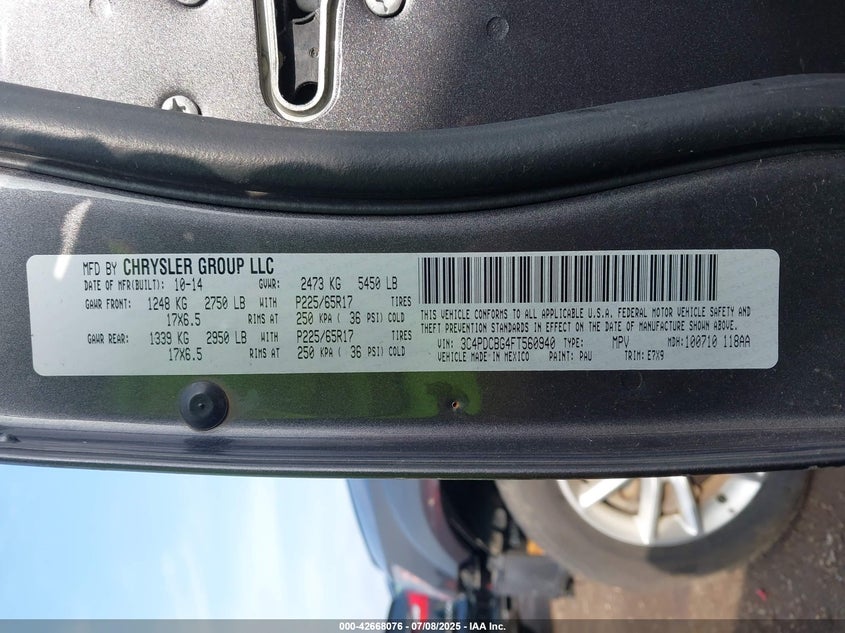 MFD BY CHRYSLER GROUP LLC
DATE OF MFR(BUILT): 10-14 GVWR: 2473 KG 5450 LB
GAWR FRONT: 1248 KG 2750 LB WITH P225/65R17 TIRES
17X6.5 RIMS AT 250 KPA ( 36 PSI) COLD
GAWR REAR: 1339 KG 2950 LB WITH P225/65R17 TIRES
17X6.5 RIMS AT 250 KPA ( 36 PSI) COLD
THIS VEHICLE CONFORMS TO ALL APPLICABLE U.S.A. FEDERAL MOTOR VEHICLE SAFETY AND
THEFT PREVENTION STANDARDS IN EFFECT ON THE DATE OF MANUFACTURE SHOWN ABOVE.
VIN: 3C4PDCBG4FT560940 TYPE: MPV MDH:100710 118AA
VEHICLE MADE IN MEXICO PAINT: PAU TRIM: E7X9
000-42668076 - 07/08/2025 - IAA Inc.